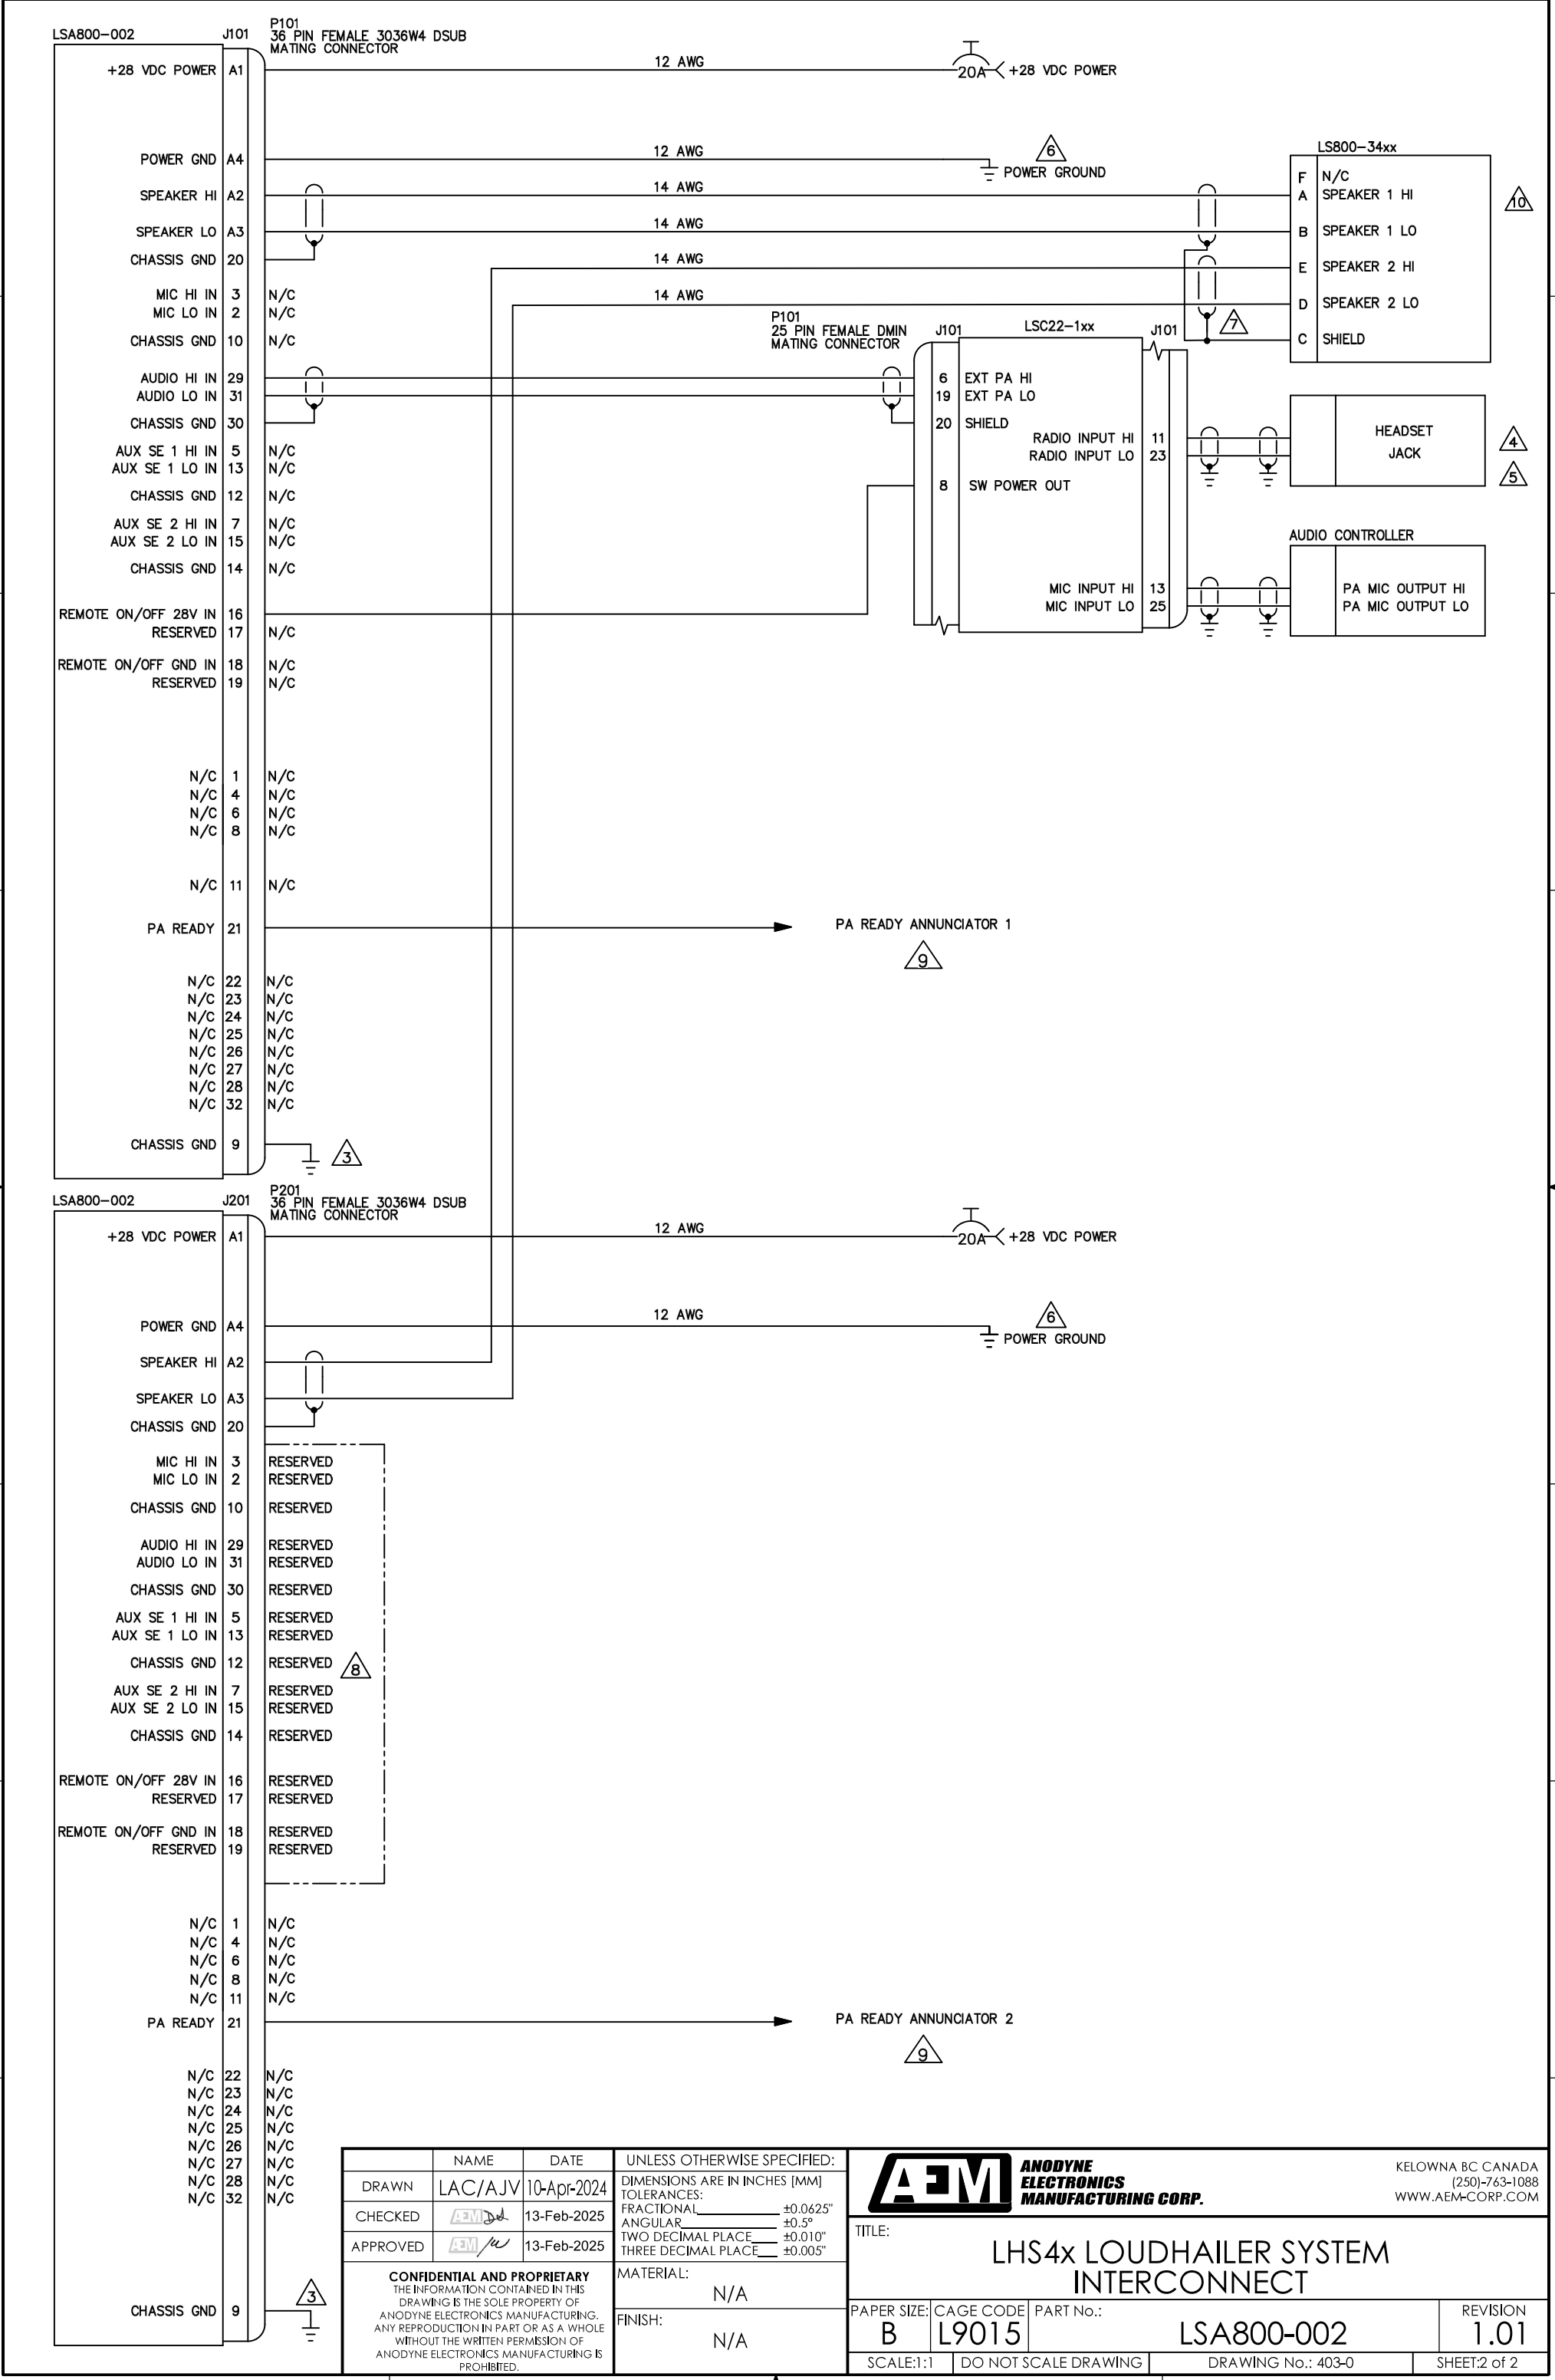 LSA800-002
J101
P101
36 PIN FEMALE 3036W4 DSUB
MATING CONNECTOR
+28 VDC POWER A1
12 AWG
20A
+28 VDC POWER
POWER GND A4
12 AWG
6
POWER GROUND
SPEAKER HI A2
14 AWG
SPEAKER LO A3
14 AWG
CHASSIS GND 20
14 AWG
14 AWG
LS800-34xx
F N/C
A SPEAKER 1 HI
B SPEAKER 1 LO
E SPEAKER 2 HI
D SPEAKER 2 LO
C SHIELD
10
7
MIC HI IN 3 N/C
MIC LO IN 2 N/C
CHASSIS GND 10 N/C
AUDIO HI IN 29
AUDIO LO IN 31
CHASSIS GND 30
AUX SE 1 HI IN 5 N/C
AUX SE 1 LO IN 13 N/C
CHASSIS GND 12 N/C
AUX SE 2 HI IN 7 N/C
AUX SE 2 LO IN 15 N/C
CHASSIS GND 14 N/C
REMOTE ON/OFF 28V IN 16
RESERVED 17 N/C
REMOTE ON/OFF GND IN 18 N/C
RESERVED 19 N/C
P101
25 PIN FEMALE DMIN
MATING CONNECTOR
J101
LSC22-1xx
J101
6 EXT PA HI
19 EXT PA LO
20 SHIELD
RADIO INPUT HI 11
RADIO INPUT LO 23
8 SW POWER OUT
MIC INPUT HI 13
MIC INPUT LO 25
HEADSET
JACK
4
5
AUDIO CONTROLLER
PA MIC OUTPUT HI
PA MIC OUTPUT LO
N/C 1 N/C
N/C 4 N/C
N/C 6 N/C
N/C 8 N/C
N/C 11 N/C
PA READY 21
PA READY ANNUNCIATOR 1
9
N/C 22 N/C
N/C 23 N/C
N/C 24 N/C
N/C 25 N/C
N/C 26 N/C
N/C 27 N/C
N/C 28 N/C
N/C 32 N/C
CHASSIS GND 9
3
LSA800-002
J201
P201
36 PIN FEMALE 3036W4 DSUB
MATING CONNECTOR
+28 VDC POWER A1
12 AWG
20A
+28 VDC POWER
POWER GND A4
12 AWG
6
POWER GROUND
SPEAKER HI A2
SPEAKER LO A3
CHASSIS GND 20
MIC HI IN 3 RESERVED
MIC LO IN 2 RESERVED
CHASSIS GND 10 RESERVED
AUDIO HI IN 29 RESERVED
AUDIO LO IN 31 RESERVED
CHASSIS GND 30 RESERVED
AUX SE 1 HI IN 5 RESERVED
AUX SE 1 LO IN 13 RESERVED
CHASSIS GND 12 RESERVED
8
AUX SE 2 HI IN 7 RESERVED
AUX SE 2 LO IN 15 RESERVED
CHASSIS GND 14 RESERVED
REMOTE ON/OFF 28V IN 16 RESERVED
RESERVED 17 RESERVED
REMOTE ON/OFF GND IN 18 RESERVED
RESERVED 19 RESERVED
N/C 1 N/C
N/C 4 N/C
N/C 6 N/C
N/C 8 N/C
N/C 11 N/C
PA READY 21
PA READY ANNUNCIATOR 2
9
N/C 22 N/C
N/C 23 N/C
N/C 24 N/C
N/C 25 N/C
N/C 26 N/C
N/C 27 N/C
N/C 28 N/C
N/C 32 N/C
CHASSIS GND 9
3
NAME DATE
DRAWN LAC/AJV 10-Apr-2024
CHECKED AEM 13-Feb-2025
APPROVED AEM 13-Feb-2025
CONFIDENTIAL AND PROPRIETARY
THE INFORMATION CONTAINED IN THIS
DRAWING IS THE SOLE PROPERTY OF
ANODYNE ELECTRONICS MANUFACTURING.
ANY REPRODUCTION IN PART OR AS A WHOLE
WITHOUT THE WRITTEN PERMISSION OF
ANODYNE ELECTRONICS MANUFACTURING IS
PROHIBITED.
UNLESS OTHERWISE SPECIFIED:
DIMENSIONS ARE IN INCHES [MM]
TOLERANCES:
FRACTIONAL ±0.0625"
ANGULAR ±0.5°
TWO DECIMAL PLACE ±0.010"
THREE DECIMAL PLACE ±0.005"
MATERIAL:
N/A
FINISH:
N/A
AEM
ANODYNE
ELECTRONICS
MANUFACTURING CORP.
KELOWNA BC CANADA
(250)-763-1088
WWW.AEM-CORP.COM
TITLE:
LHS4x LOUDHAILER SYSTEM
INTERCONNECT
PAPER SIZE: B
CAGE CODE L9015
PART No.: LSA800-002
REVISION 1.01
SCALE:1:1
DO NOT SCALE DRAWING
DRAWING No.: 403-0
SHEET:2 of 2